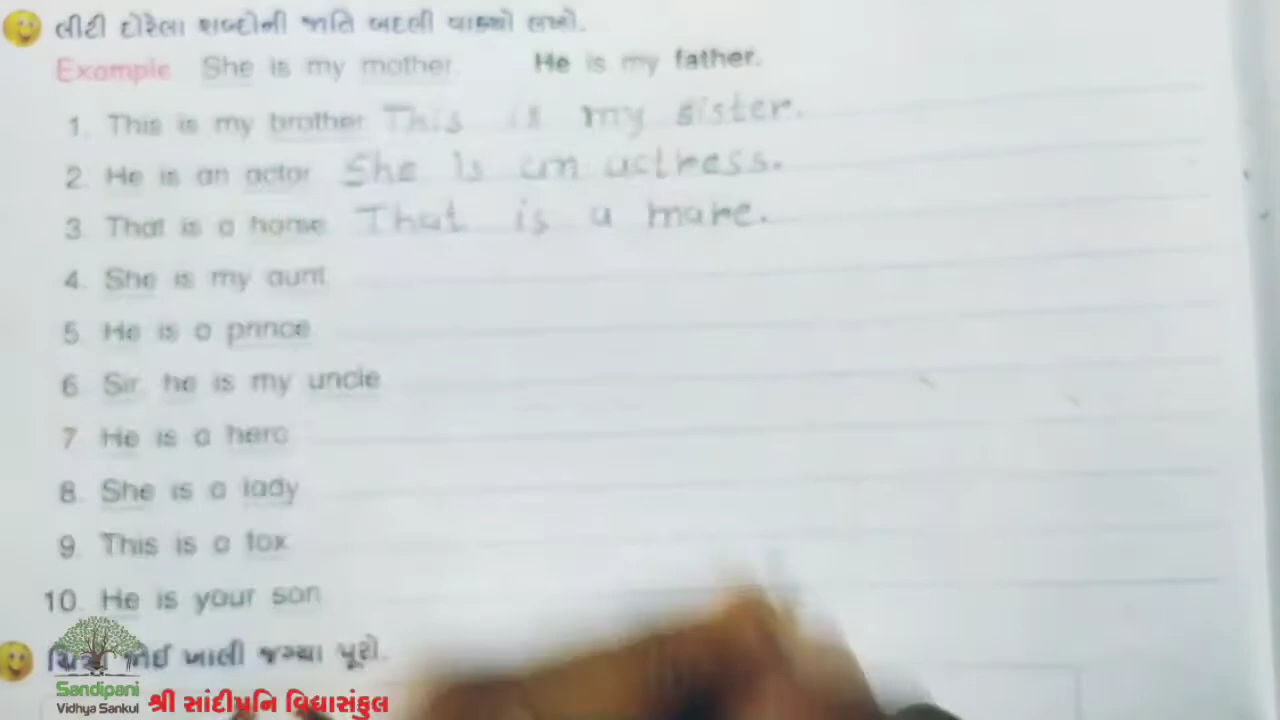 લીટી દોરેલા શબ્દોની જાતિ બદલી વાક્યો લખો.
Example She is my mother. He is my father.
1. This is my brother. This is my sister.
2. He is an actor. She is an actress.
3. That is a horse. That is a mare.
4. She is my aunt.
5. He is a prince.
6. Sir, he is my uncle.
7. He is a hero.
8. She is a lady.
9. This is a fox.
10. He is your son.
જોઈ ખાલી જગ્યા પૂરો.
Sandipani
Vidhya Sankul શ્રી સાંદીપનિ વિદ્યાસંકુલ